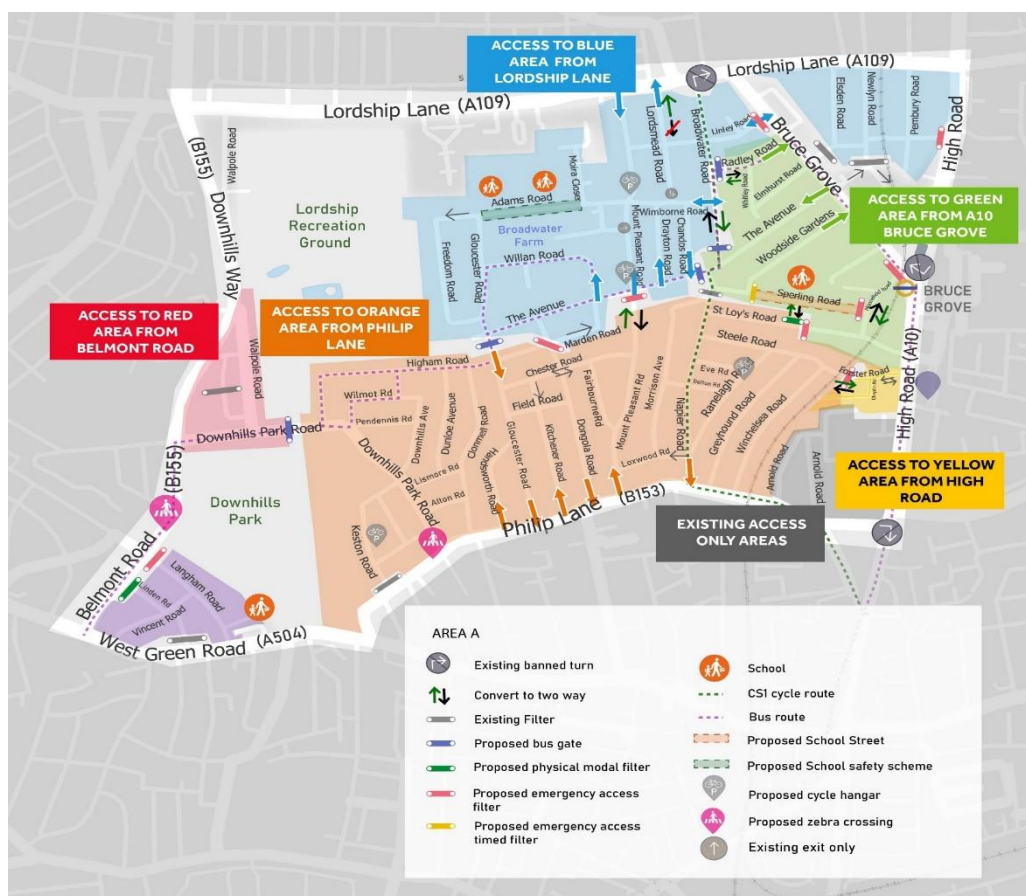 ACCESS TO BLUE
AREA FROM
LORDSHIP LANE
Lordship Lane (A109)
Lordship Lane (A109)
(B155) Downhills Way
Walpole Road
Lordship
Recreation
Ground
Moira Close
Adams Road
Broadwater
Farm
Freedom Road
Gloucester Road
Willan Road
The Avenue
Lordsmead Road
Broadwater Road
Linley Road
Bruce Grove
Elsden Road
Newlyn Road
Pembury Road
High Road
Radley Road
Elmhurst Road
The Avenue
Woodside Gardens
Wimborne Road
Mount Pleasant Road
Drayton Road
Chandos Road
ACCESS TO GREEN
AREA FROM A10
BRUCE GROVE
BRUCE
GROVE
Sperling Road
St Loy's Road
Steele Road
Forster Road
High Road (A10)
ACCESS TO RED
AREA FROM
BELMONT ROAD
ACCESS TO ORANGE
AREA FROM PHILIP
LANE
Walpole Road
Downhills Park Road
Higham Road
Marden Road
Chester Road
Wilmot Rd
Pendennis Rd
Downhills Ave
Dunloe Avenue
Clonmell Road
Field Road
Fairbourne Rd
Mount Pleasant Rd
Morrison Ave
Napier Road
Eve Rd
Ranelagh R
Greyhound Road
Winchelsea Road
Arnold Road
Arnold Road
Lismore Rd
Alton Rd
Handsworth Road
Gloucester Road
Kitchener Road
Dongola Road
Loxwood Rd
Downhills Park Road
Keston Road
Philip Lane (B153)
Downhills
Park
Belmont Road (B155)
Langham Road
Linden Rd
Vincent Road
West Green Road (A504)
ACCESS TO YELLOW
AREA FROM HIGH
ROAD
EXISTING ACCESS
ONLY AREAS
AREA A
Existing banned turn
Convert to two way
Existing Filter
Proposed bus gate
Proposed physical modal filter
Proposed emergency access
filter
Proposed emergency access
timed filter
School
CS1 cycle route
Bus route
Proposed School Street
Proposed School safety scheme
Proposed cycle hangar
Proposed zebra crossing
Existing exit only